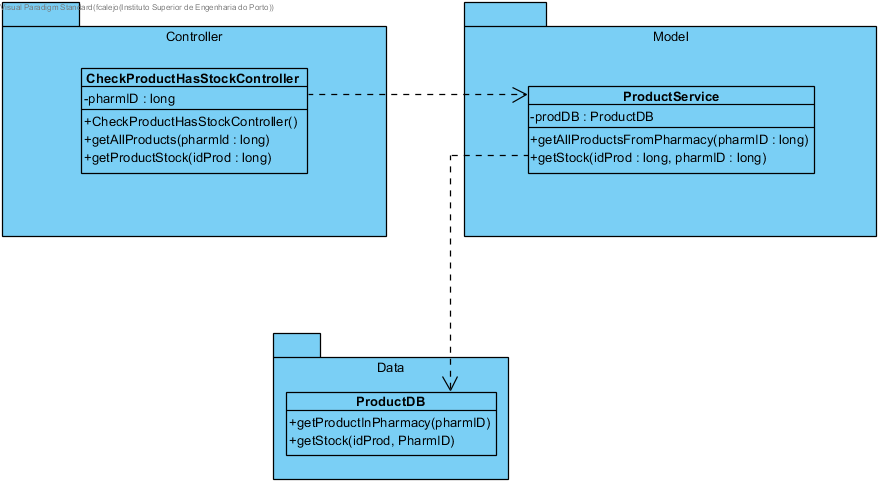 Visual Paradigm Standard(fcalejo(Instituto Superior de Engenharia do Porto))
Controller
CheckProductHasStockController
-pharmID : long
+CheckProductHasStockController()
+getAllProducts(pharmId : long)
+getProductStock(idProd : long)
Model
ProductService
-prodDB : ProductDB
+getAllProductsFromPharmacy(pharmID : long)
+getStock(idProd : long, pharmID : long)
Data
ProductDB
+getProductInPharmacy(pharmID)
+getStock(idProd, PharmID)